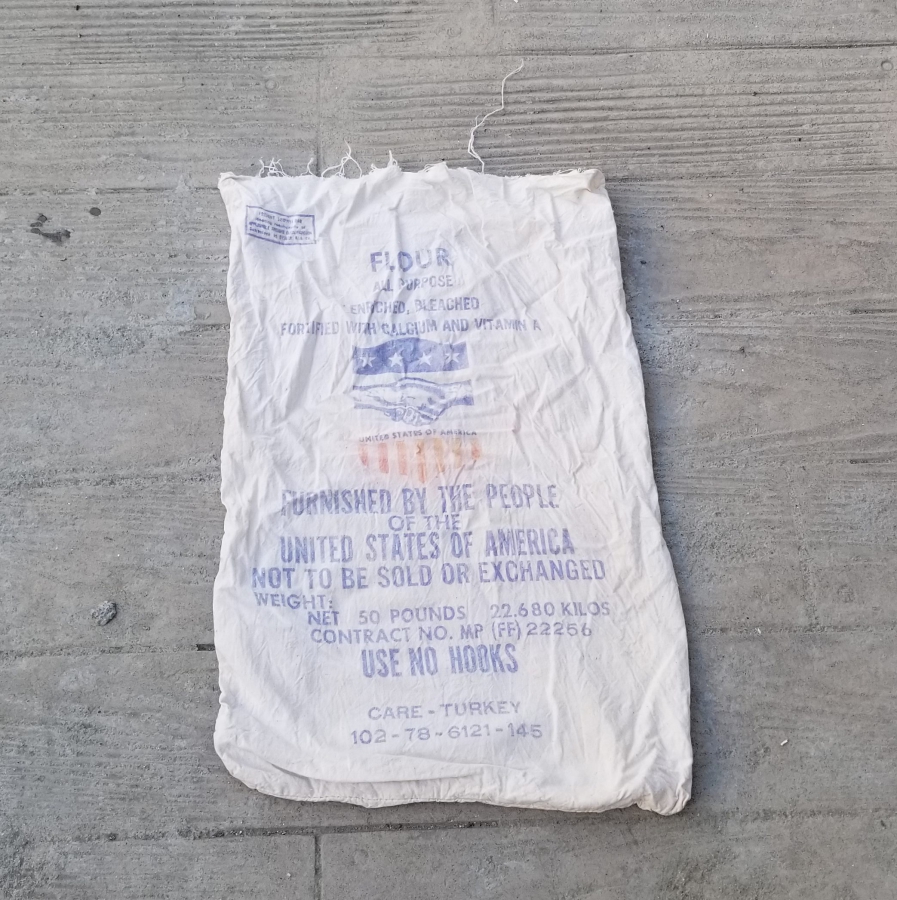 FLOUR
ALL PURPOSE
ENRICHED, BLEACHED
FORTIFIED WITH CALCIUM AND VITAMIN A
UNITED STATES OF AMERICA
FURNISHED BY THE PEOPLE
OF THE
UNITED STATES OF AMERICA
NOT TO BE SOLD OR EXCHANGED
WEIGHT:
NET 50 POUNDS 22.680 KILOS
CONTRACT NO. MP (FF) 22256
USE NO HOOKS
CARE - TURKEY
102 - 78 - 6121 - 145